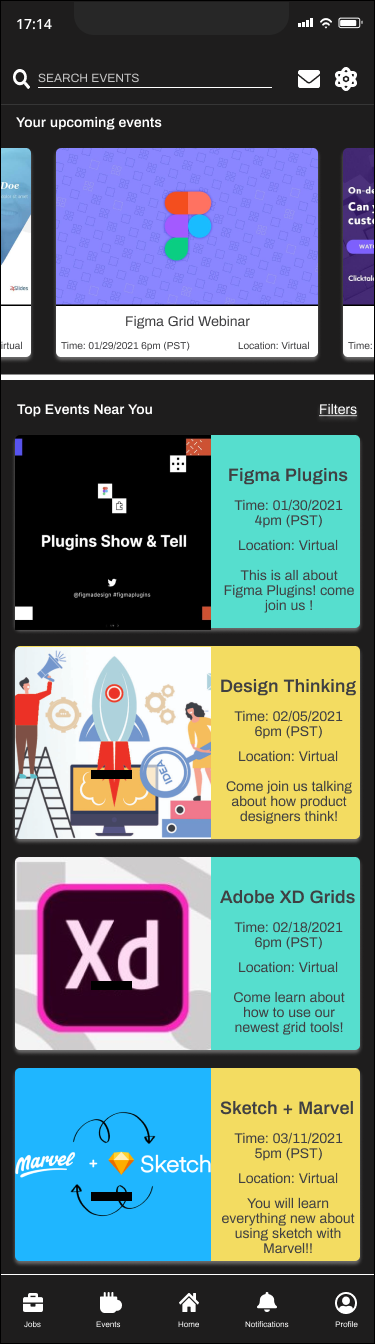 17:14
SEARCH EVENTS
Your upcoming events
Doe
Slides
irtual
Figma Grid Webinar
Time: 01/29/2021 6pm (PST)
Location: Virtual
On-de
Can y
custo
WAT
Clicktale
Time:
Top Events Near You
Filters
Plugins Show & Tell
@figmadesign #figmaplugins
Figma Plugins
Time: 01/30/2021
4pm (PST)
Location: Virtual
This is all about
Figma Plugins! come
join us !
IDEA
Design Thinking
Time: 02/05/2021
6pm (PST)
Location: Virtual
Come join us talking
about how product
designers think!
Xd
Adobe XD Grids
Time: 02/18/2021
6pm (PST)
Location: Virtual
Come learn about
how to use our
newest grid tools!
Marvel + Sketch
Sketch + Marvel
Time: 03/11/2021
5pm (PST)
Location: Virtual
You will learn
everything new about
using sketch with
Marvel!!
Jobs
Events
Home
Notifications
Profile